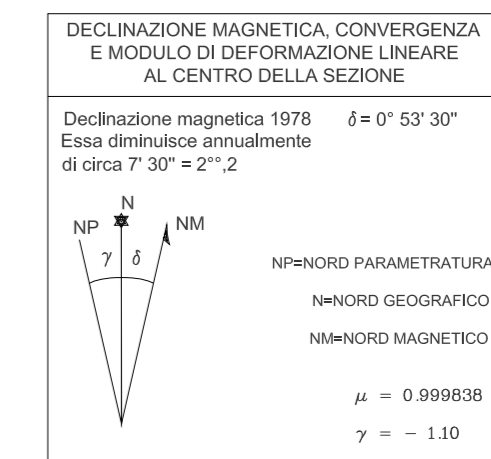 DECLINAZIONE MAGNETICA, CONVERGENZA
E MODULO DI DEFORMAZIONE LINEARE
AL CENTRO DELLA SEZIONE
Declinazione magnetica 1978 δ = 0° 53' 30"
Essa diminuisce annualmente
di circa 7' 30" = 2°°,2
N
NP NM
γ δ
NP=NORD PARAMETRATURA
N=NORD GEOGRAFICO
NM=NORD MAGNETICO
μ = 0.999838
γ = − 1.10